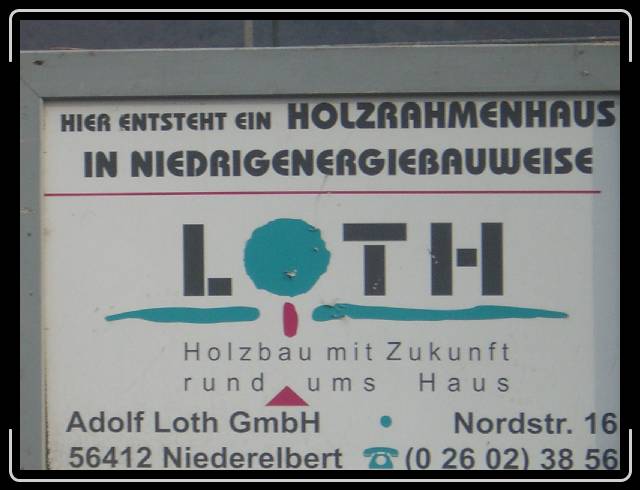 HIER ENTSTEHT EIN HOLZRAHMENHAUS
IN NIEDRIGENERGIEBAUWEISE
LOTH
Holzbau mit Zukunft
rund ums Haus
Adolf Loth GmbH • Nordstr. 16
56412 Niederelbert ☎ (0 26 02) 38 56